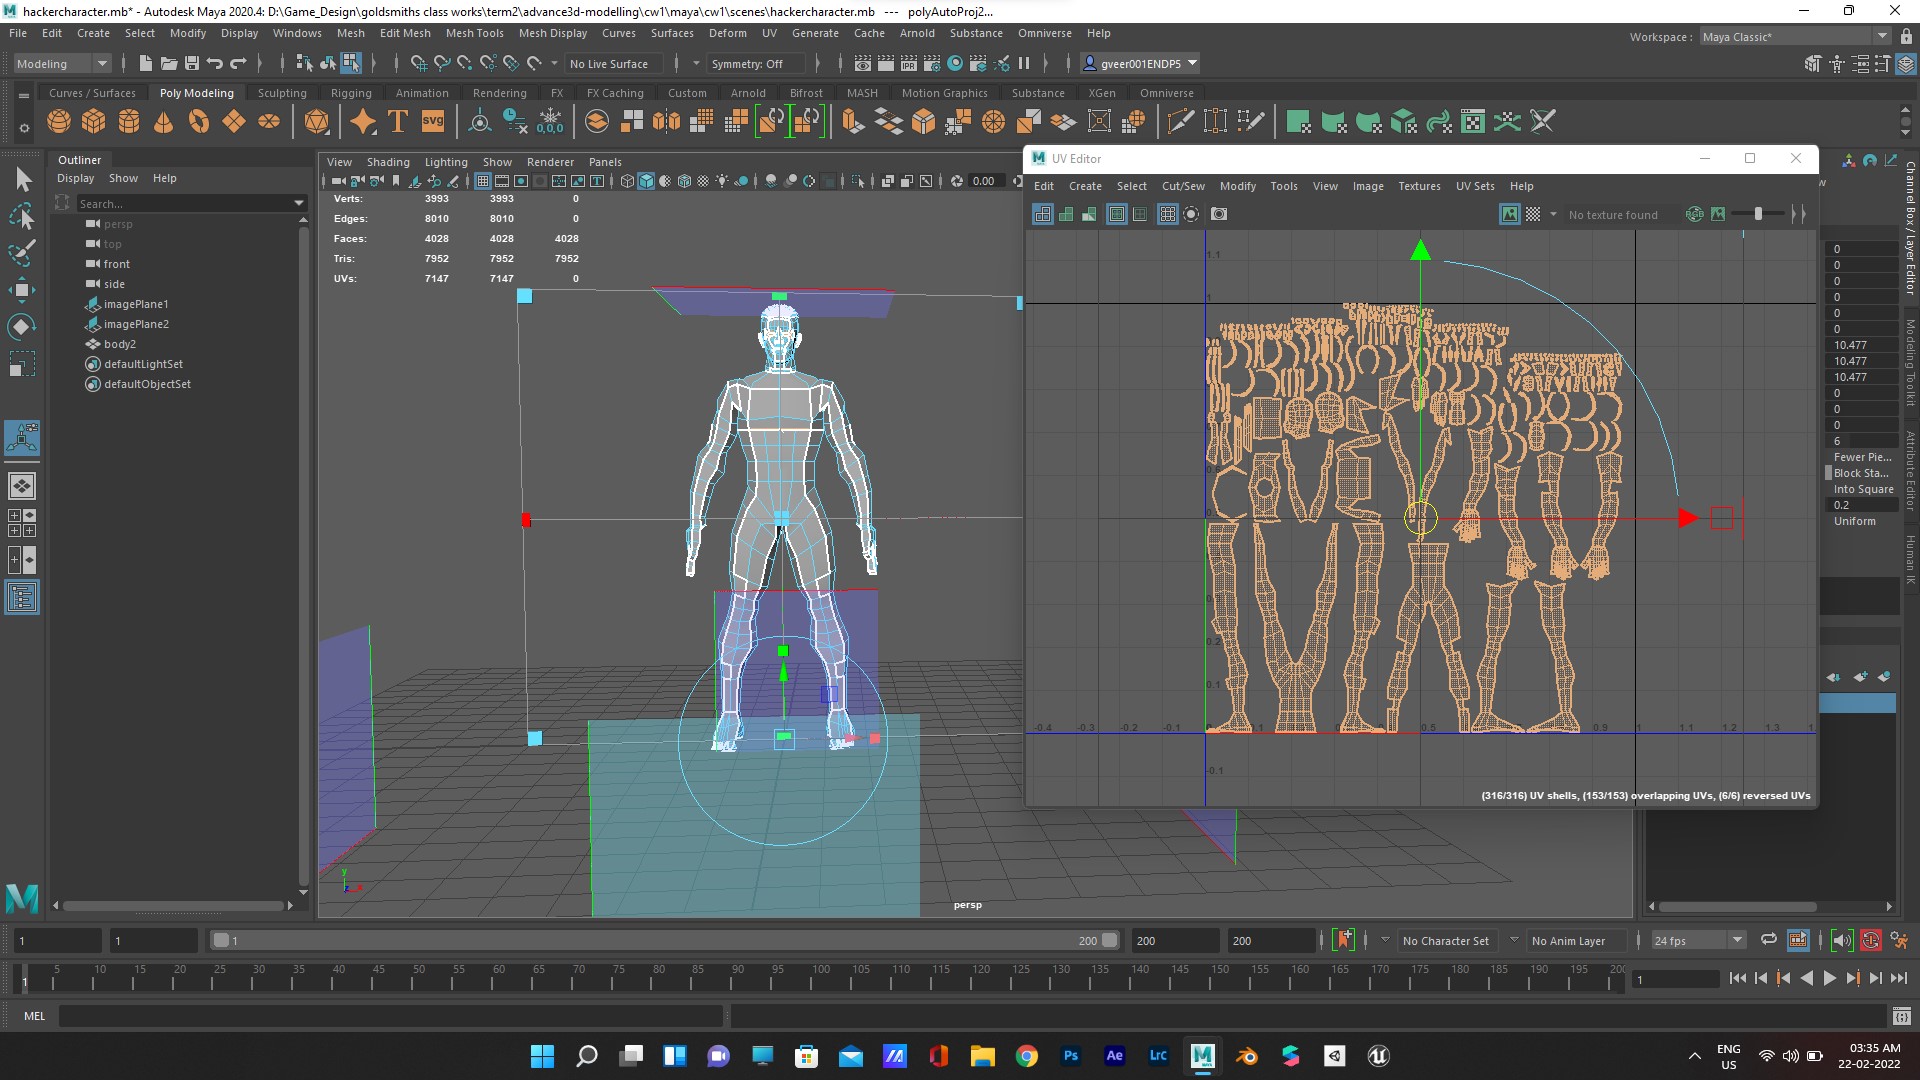 hackercharacter.mb* - Autodesk Maya 2020.4: D:\Game_Design\goldsmiths class works\term2\advance3d-modelling\cw1\maya\cw1\scenes\hackercharacter.mb --- polyAutoProj2...
File Edit Create Select Modify Display Windows Mesh Edit Mesh Mesh Tools Mesh Display Curves Surfaces Deform UV Generate Cache Arnold Substance Omniverse Help
Workspace : Maya Classic*
Modeling No Live Surface Symmetry: Off gveer001ENDP5
Curves / Surfaces Poly Modeling Sculpting Rigging Animation Rendering FX FX Caching Custom Arnold Bifrost MASH Motion Graphics Substance XGen Omniverse
Outliner
Display Show Help
Search...
persp
top
front
side
imagePlane1
imagePlane2
body2
defaultLightSet
defaultObjectSet
View Shading Lighting Show Renderer Panels
0.00
Verts: 3993 3993 0
Edges: 8010 8010 0
Faces: 4028 4028 4028
Tris: 7952 7952 7952
UVs: 7147 7147 0
persp
UV Editor
Edit Create Select Cut/Sew Modify Tools View Image Textures UV Sets Help
No texture found
1.1
1
0.2
0.1
-0.4 -0.3 -0.2 -0.1 0.5 0.9 1 1.1 1.2 1.3
-0.1
(316/316) UV shells, (153/153) overlapping UVs, (6/6) reversed UVs
0
0
0
0
0
0
10.477
10.477
10.477
0
0
0
6
Fewer Pie...
Block Sta...
Into Square
0.2
Uniform
Channel Box / Layer Editor
Modeling Toolkit
Attribute Editor
Human IK
1 1 1 200 200 200 No Character Set No Anim Layer 24 fps
1 5 10 15 20 25 30 35 40 45 50 55 60 65 70 75 80 85 90 95 100 105 110 115 120 125 130 135 140 145 150 155 160 165 170 175 180 185 190 195 200 1
MEL
Ps Ae Lrc
ENG
US
03:35 AM
22-02-2022